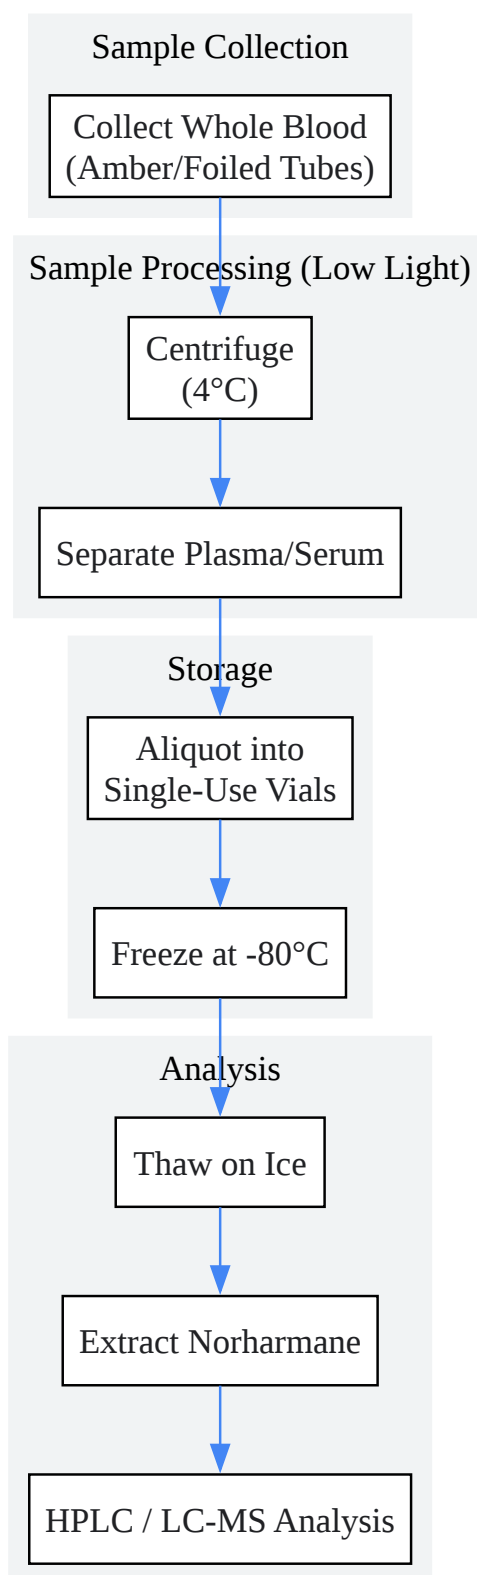 Sample Collection
Collect Whole Blood
(Amber/Foiled Tubes)
Sample Processing (Low Light)
Centrifuge
(4°C)
Separate Plasma/Serum
Storage
Aliquot into
Single-Use Vials
Freeze at -80°C
Analysis
Thaw on Ice
Extract Norharmane
HPLC / LC-MS Analysis